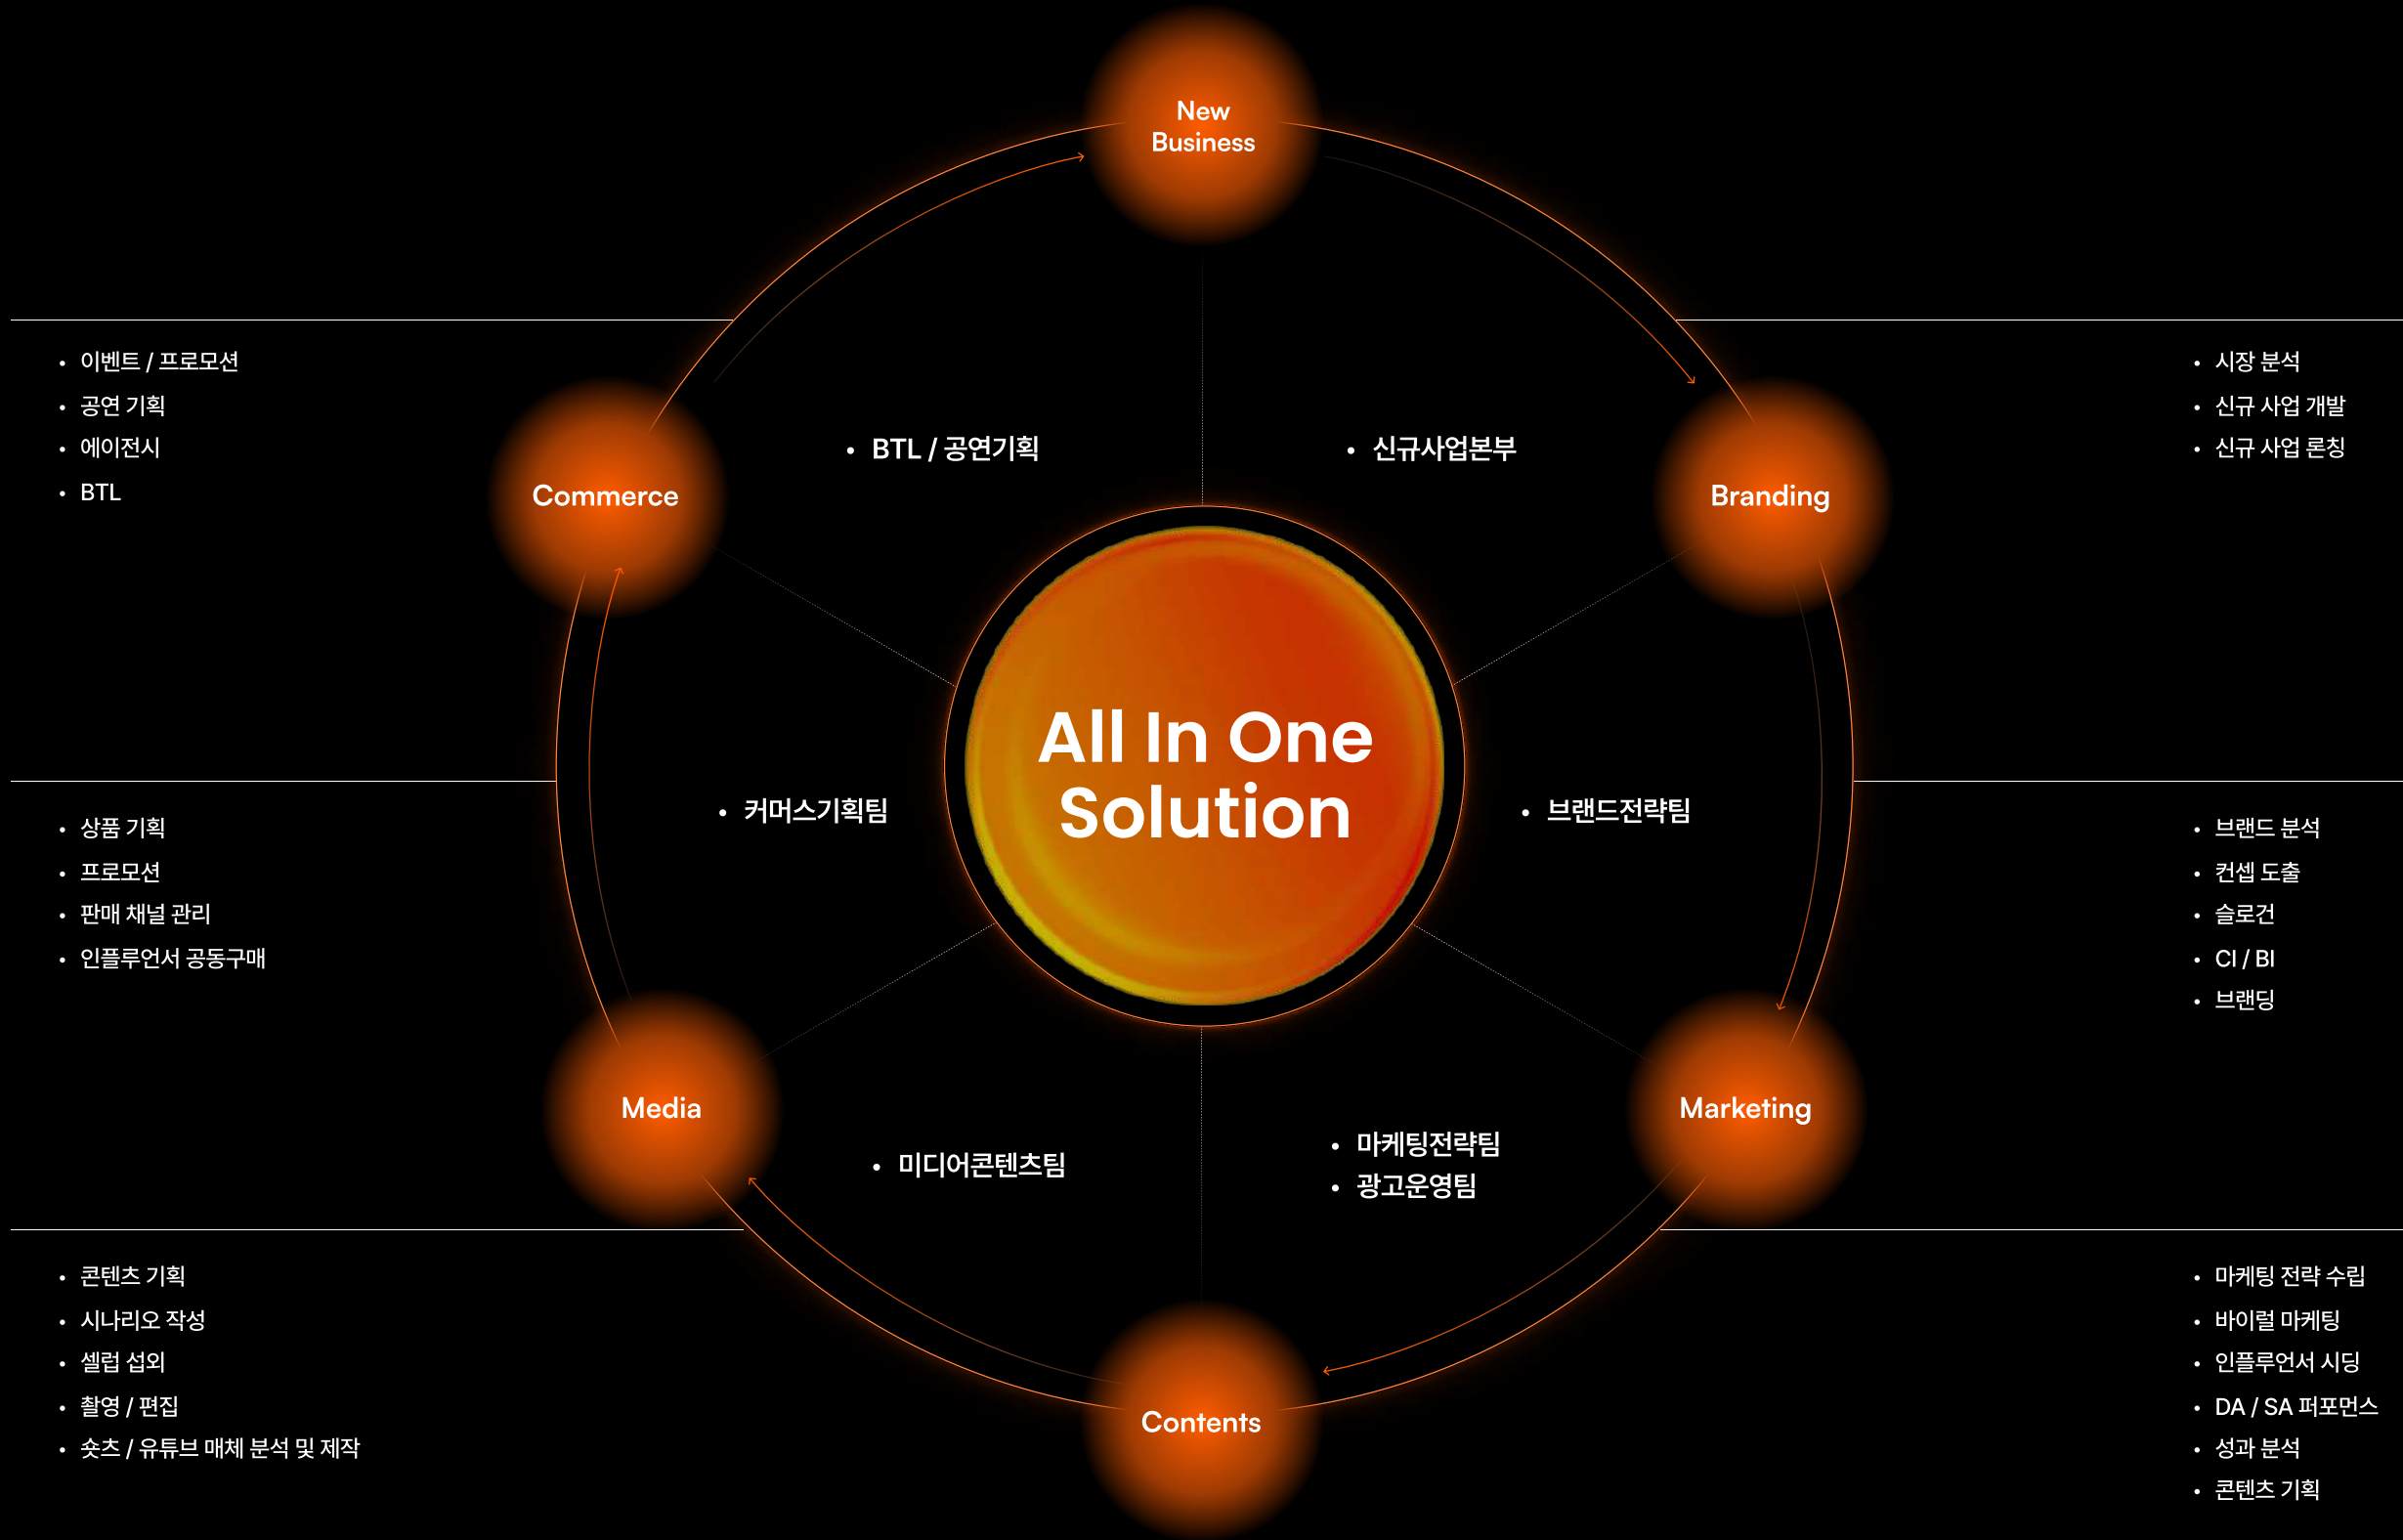 New
Business
• 이벤트 / 프로모션
• 공연 기획
• 에이전시
• BTL
Commerce
• BTL / 공연기획
• 신규사업본부
Branding
• 시장 분석
• 신규 사업 개발
• 신규 사업 론칭
All In One
Solution
• 상품 기획
• 프로모션
• 판매 채널 관리
• 인플루언서 공동구매
• 커머스기획팀
• 브랜드전략팀
• 브랜드 분석
• 컨셉 도출
• 슬로건
• CI / BI
• 브랜딩
Media
• 미디어콘텐츠팀
• 마케팅전략팀
• 광고운영팀
Marketing
• 콘텐츠 기획
• 시나리오 작성
• 셀럽 섭외
• 촬영 / 편집
• 숏츠 / 유튜브 매체 분석 및 제작
Contents
• 마케팅 전략 수립
• 바이럴 마케팅
• 인플루언서 시딩
• DA / SA 퍼포먼스
• 성과 분석
• 콘텐츠 기획